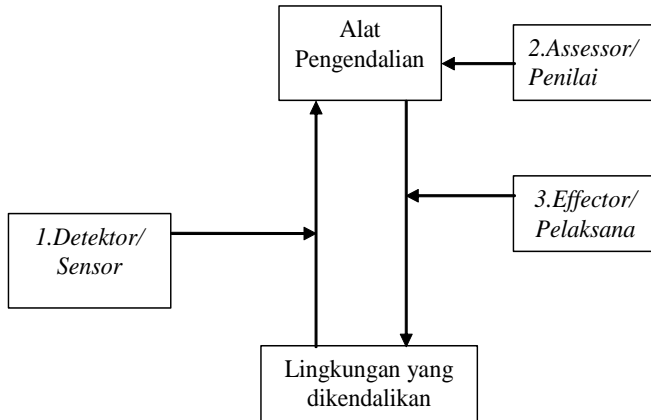 Alat
Pengendalian
2.Assessor/
Penilai
1.Detektor/
Sensor
3.Effector/
Pelaksana
Lingkungan yang
dikendalikan